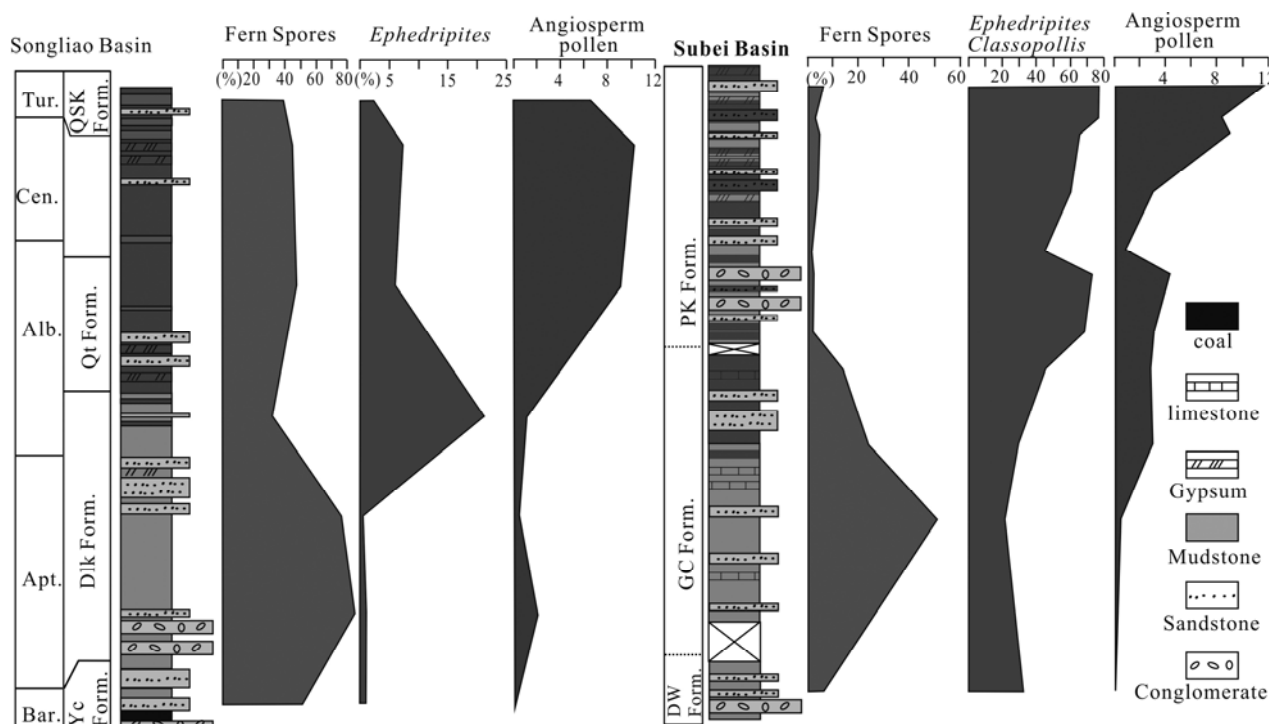 Songliao Basin
Fern Spores
Ephedripites
Angiosperm
pollen
(%) 40 80
(%) 5 15 25
4 8 12
Tur.
Cen.
Alb.
Apt.
Bar.
QSK
Form.
Qt Form.
Dlk Form.
Yc
Form.
Subei Basin
Fern Spores
Ephedripites
Classopollis
Angiosperm
pollen
(%) 20 40 60
20 40 60 80
4 8 12
PK Form.
GC Form.
DW
Form.
coal
limestone
Gypsum
Mudstone
Sandstone
Conglomerate